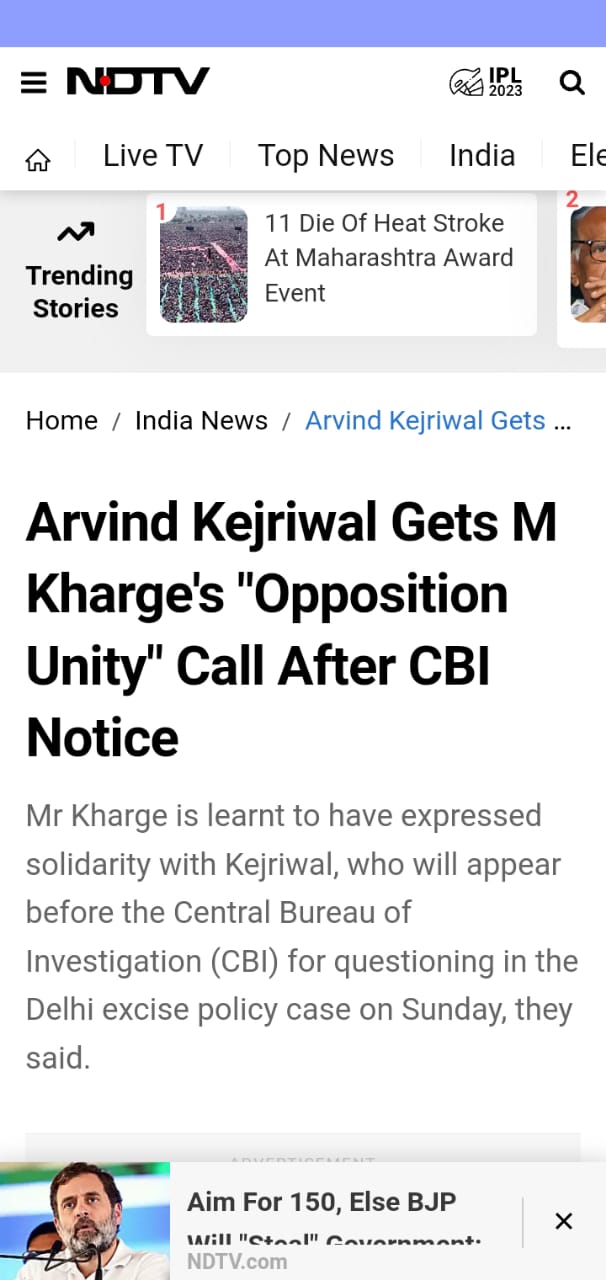 NDTV
IPL
2023
Live TV
Top News
India
Ele
Trending
Stories
1
11 Die Of Heat Stroke
At Maharashtra Award
Event
2
Home / India News / Arvind Kejriwal Gets ...
Arvind Kejriwal Gets M
Kharge's "Opposition
Unity" Call After CBI
Notice
Mr Kharge is learnt to have expressed
solidarity with Kejriwal, who will appear
before the Central Bureau of
Investigation (CBI) for questioning in the
Delhi excise policy case on Sunday, they
said.
ADVERTISEMENT
Aim For 150, Else BJP
Will "Steal" Government:
NDTV.com